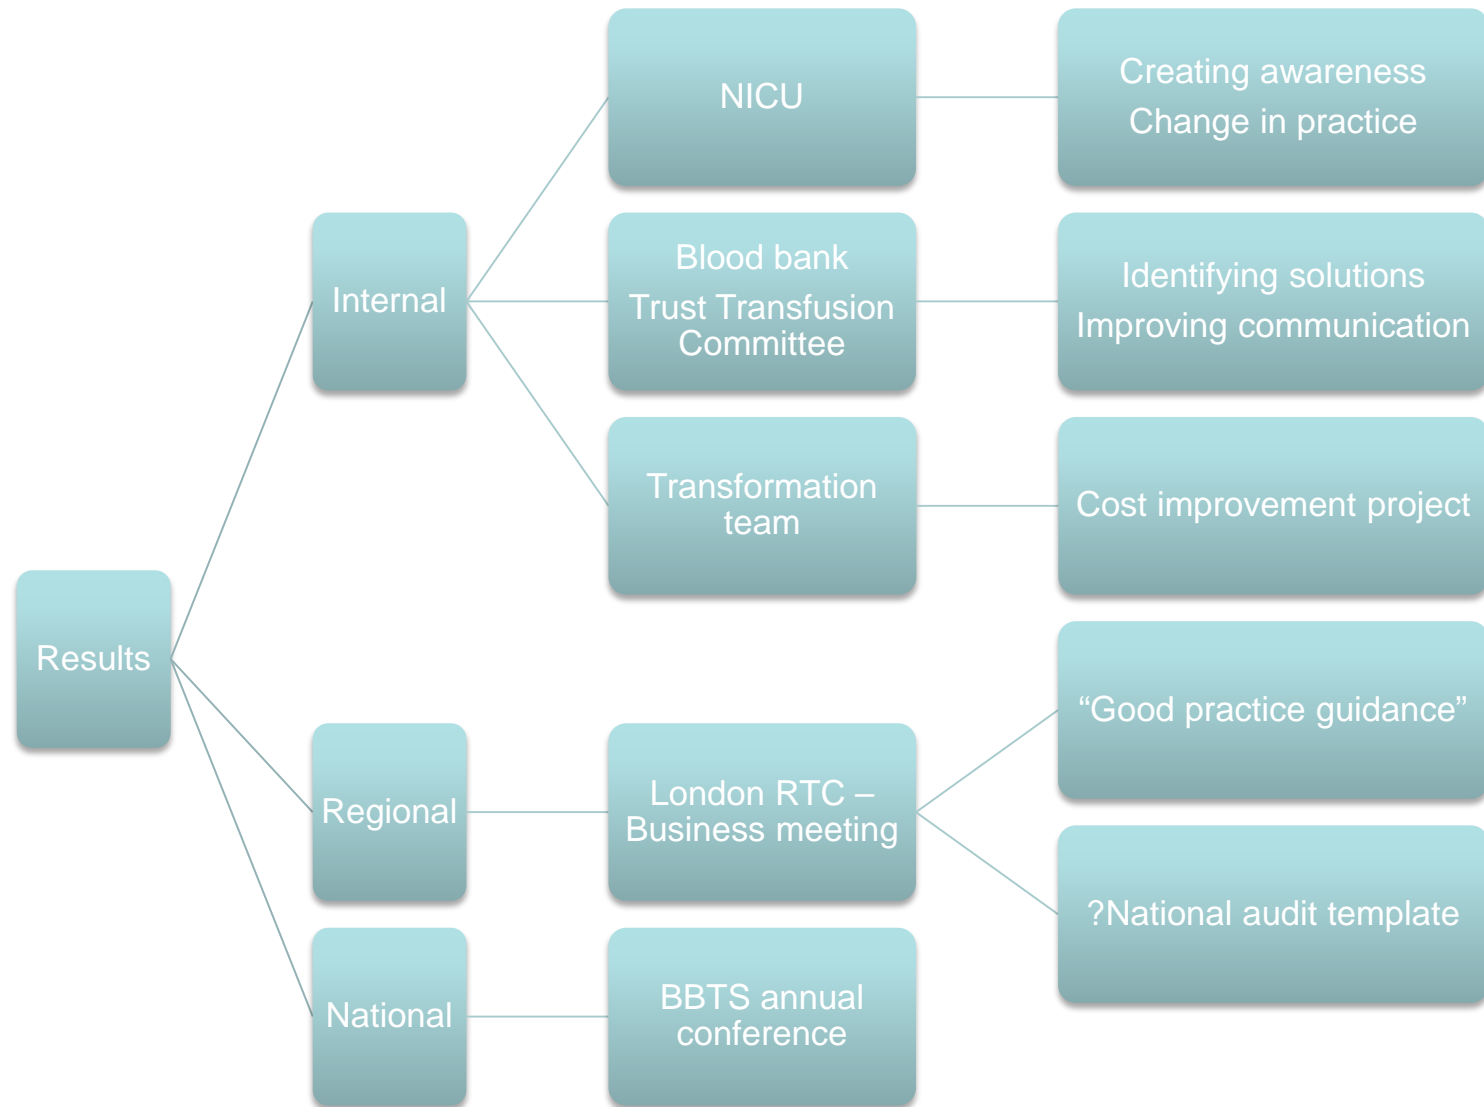 Results
Internal
NICU
Creating awareness
Change in practice
Blood bank
Trust Transfusion
Committee
Identifying solutions
Improving communication
Transformation
team
Cost improvement project
Regional
London RTC –
Business meeting
“Good practice guidance”
?National audit template
National
BBTS annual
conference